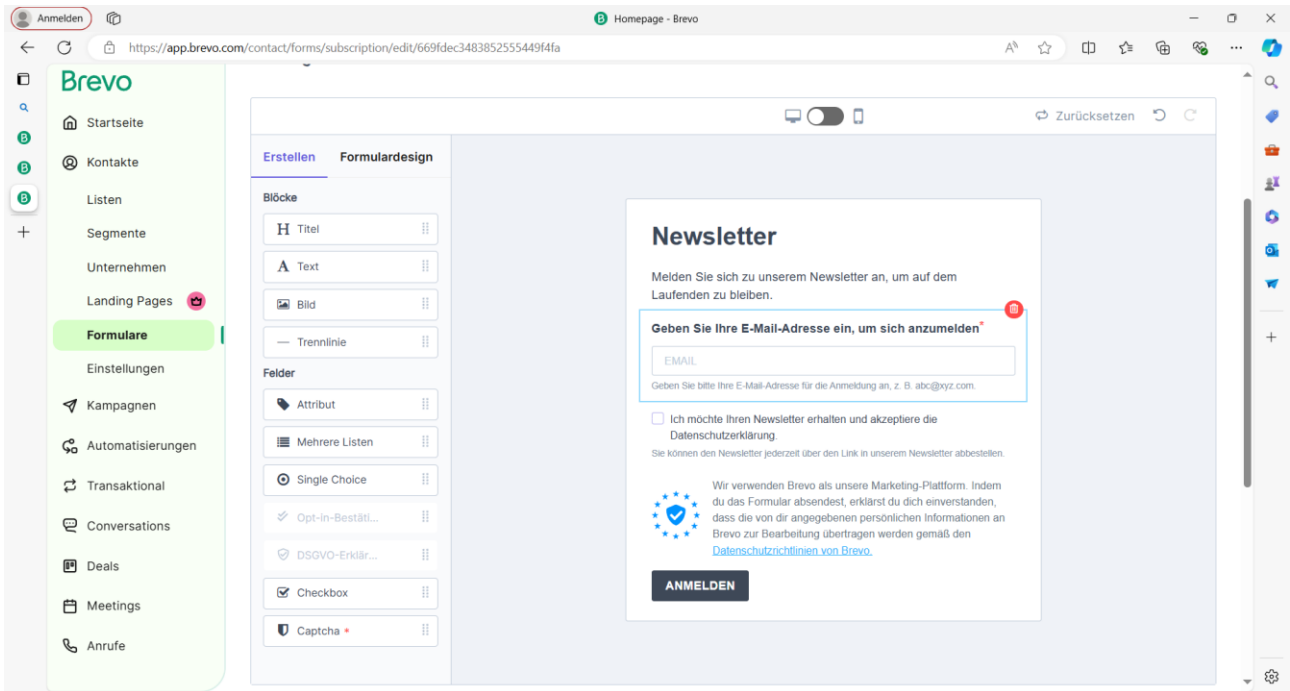 Anmelden
Homepage - Brevo
https://app.brevo.com/contact/forms/subscription/edit/669fdec3483852555449f4fa
Brevo
Startseite
Kontakte
Listen
Segmente
Unternehmen
Landing Pages
Formulare
Einstellungen
Kampagnen
Automatisierungen
Transaktional
Conversations
Deals
Meetings
Anrufe
Zurücksetzen
Erstellen Formulardesign
Blöcke
H Titel
A Text
Bild
Trennlinie
Felder
Attribut
Mehrere Listen
Single Choice
Opt-in-Bestäti...
DSGVO-Erklär...
Checkbox
Captcha *
Newsletter
Melden Sie sich zu unserem Newsletter an, um auf dem
Laufenden zu bleiben.
Geben Sie Ihre E-Mail-Adresse ein, um sich anzumelden*
EMAIL
Geben Sie bitte Ihre E-Mail-Adresse für die Anmeldung an, z. B. abc@xyz.com.
Ich möchte Ihren Newsletter erhalten und akzeptiere die
Datenschutzerklärung.
Sie können den Newsletter jederzeit über den Link in unserem Newsletter abbestellen.
Wir verwenden Brevo als unsere Marketing-Plattform. Indem
du das Formular absendest, erklärst du dich einverstanden,
dass die von dir angegebenen persönlichen Informationen an
Brevo zur Bearbeitung übertragen werden gemäß den
Datenschutzrichtlinien von Brevo.
ANMELDEN